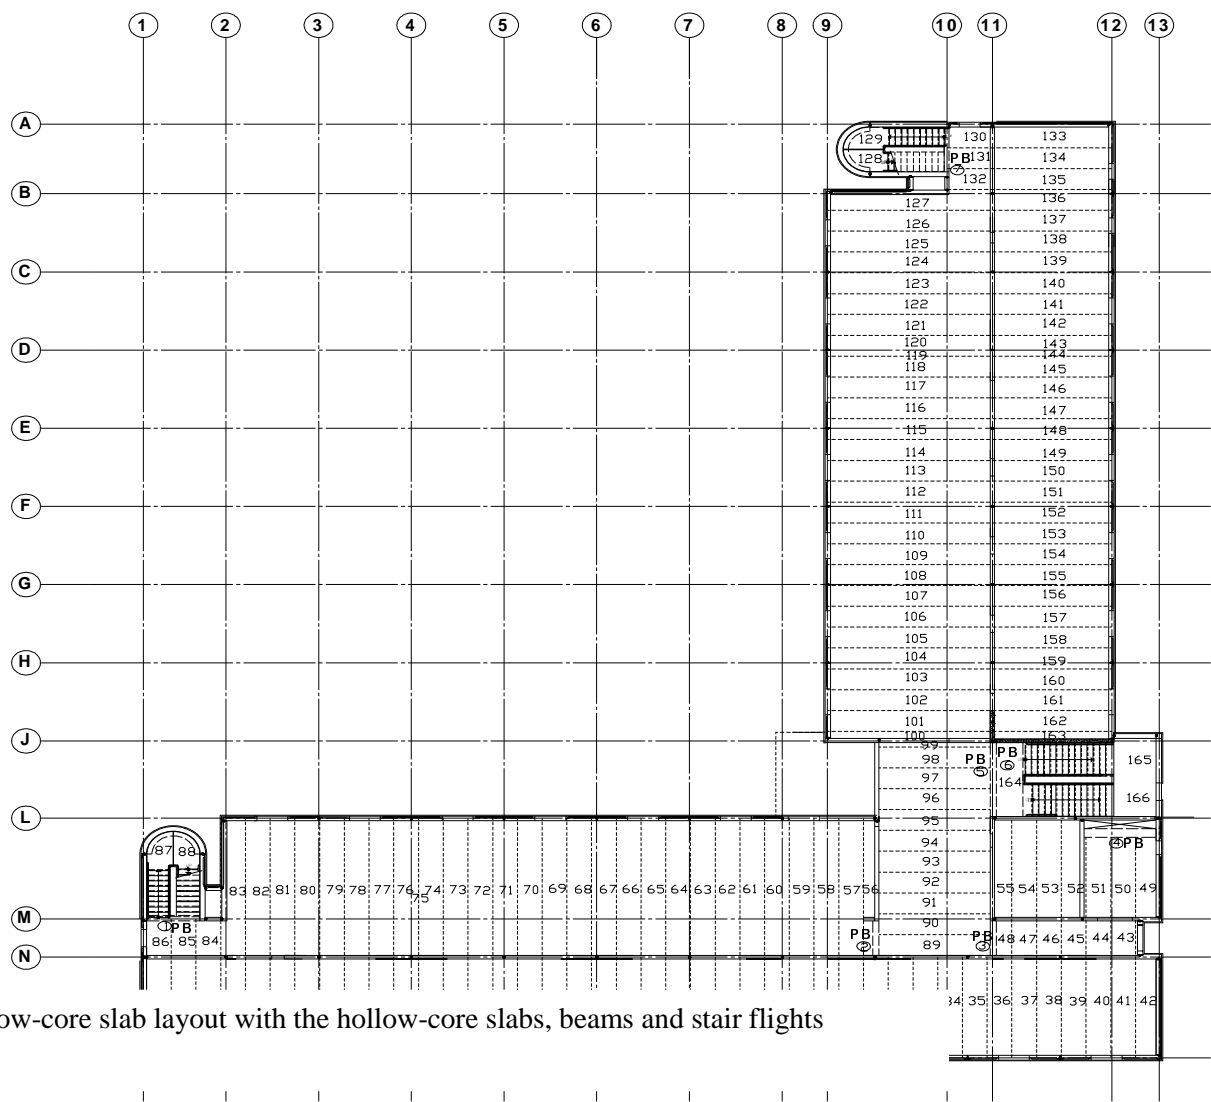 1 2 3 4 5 6 7 8 9 10 11 12 13
A
129 130 133
128 PB 131 134
7
132 135
B
127 136
126 137
125 138
124 139
C
123 140
122 141
121 142
D
120 143
119 144
118 145
117 146
116 147
E
115 148
114 149
113 150
112 151
F
111 152
110 153
109 154
108 155
G
107 156
106 157
105 158
104 159
H
103 160
102 161
101 162
J
100 163
99
98 PB 5 PB 6 165
97 164
96 166
L
95
94 4 PB
87 88 93
83 82 81 80 79 78 77 76 75 74 73 72 71 70 69 68 67 66 65 64 63 62 61 60 59 58 57 56 92 55 54 53 52 51 50 49
91
M
90
1 PB PB 2 PB 3
86 85 84 89 48 47 46 45 44 43
N
34 35 36 37 38 39 40 41 42
ow-core slab layout with the hollow-core slabs, beams and stair flights